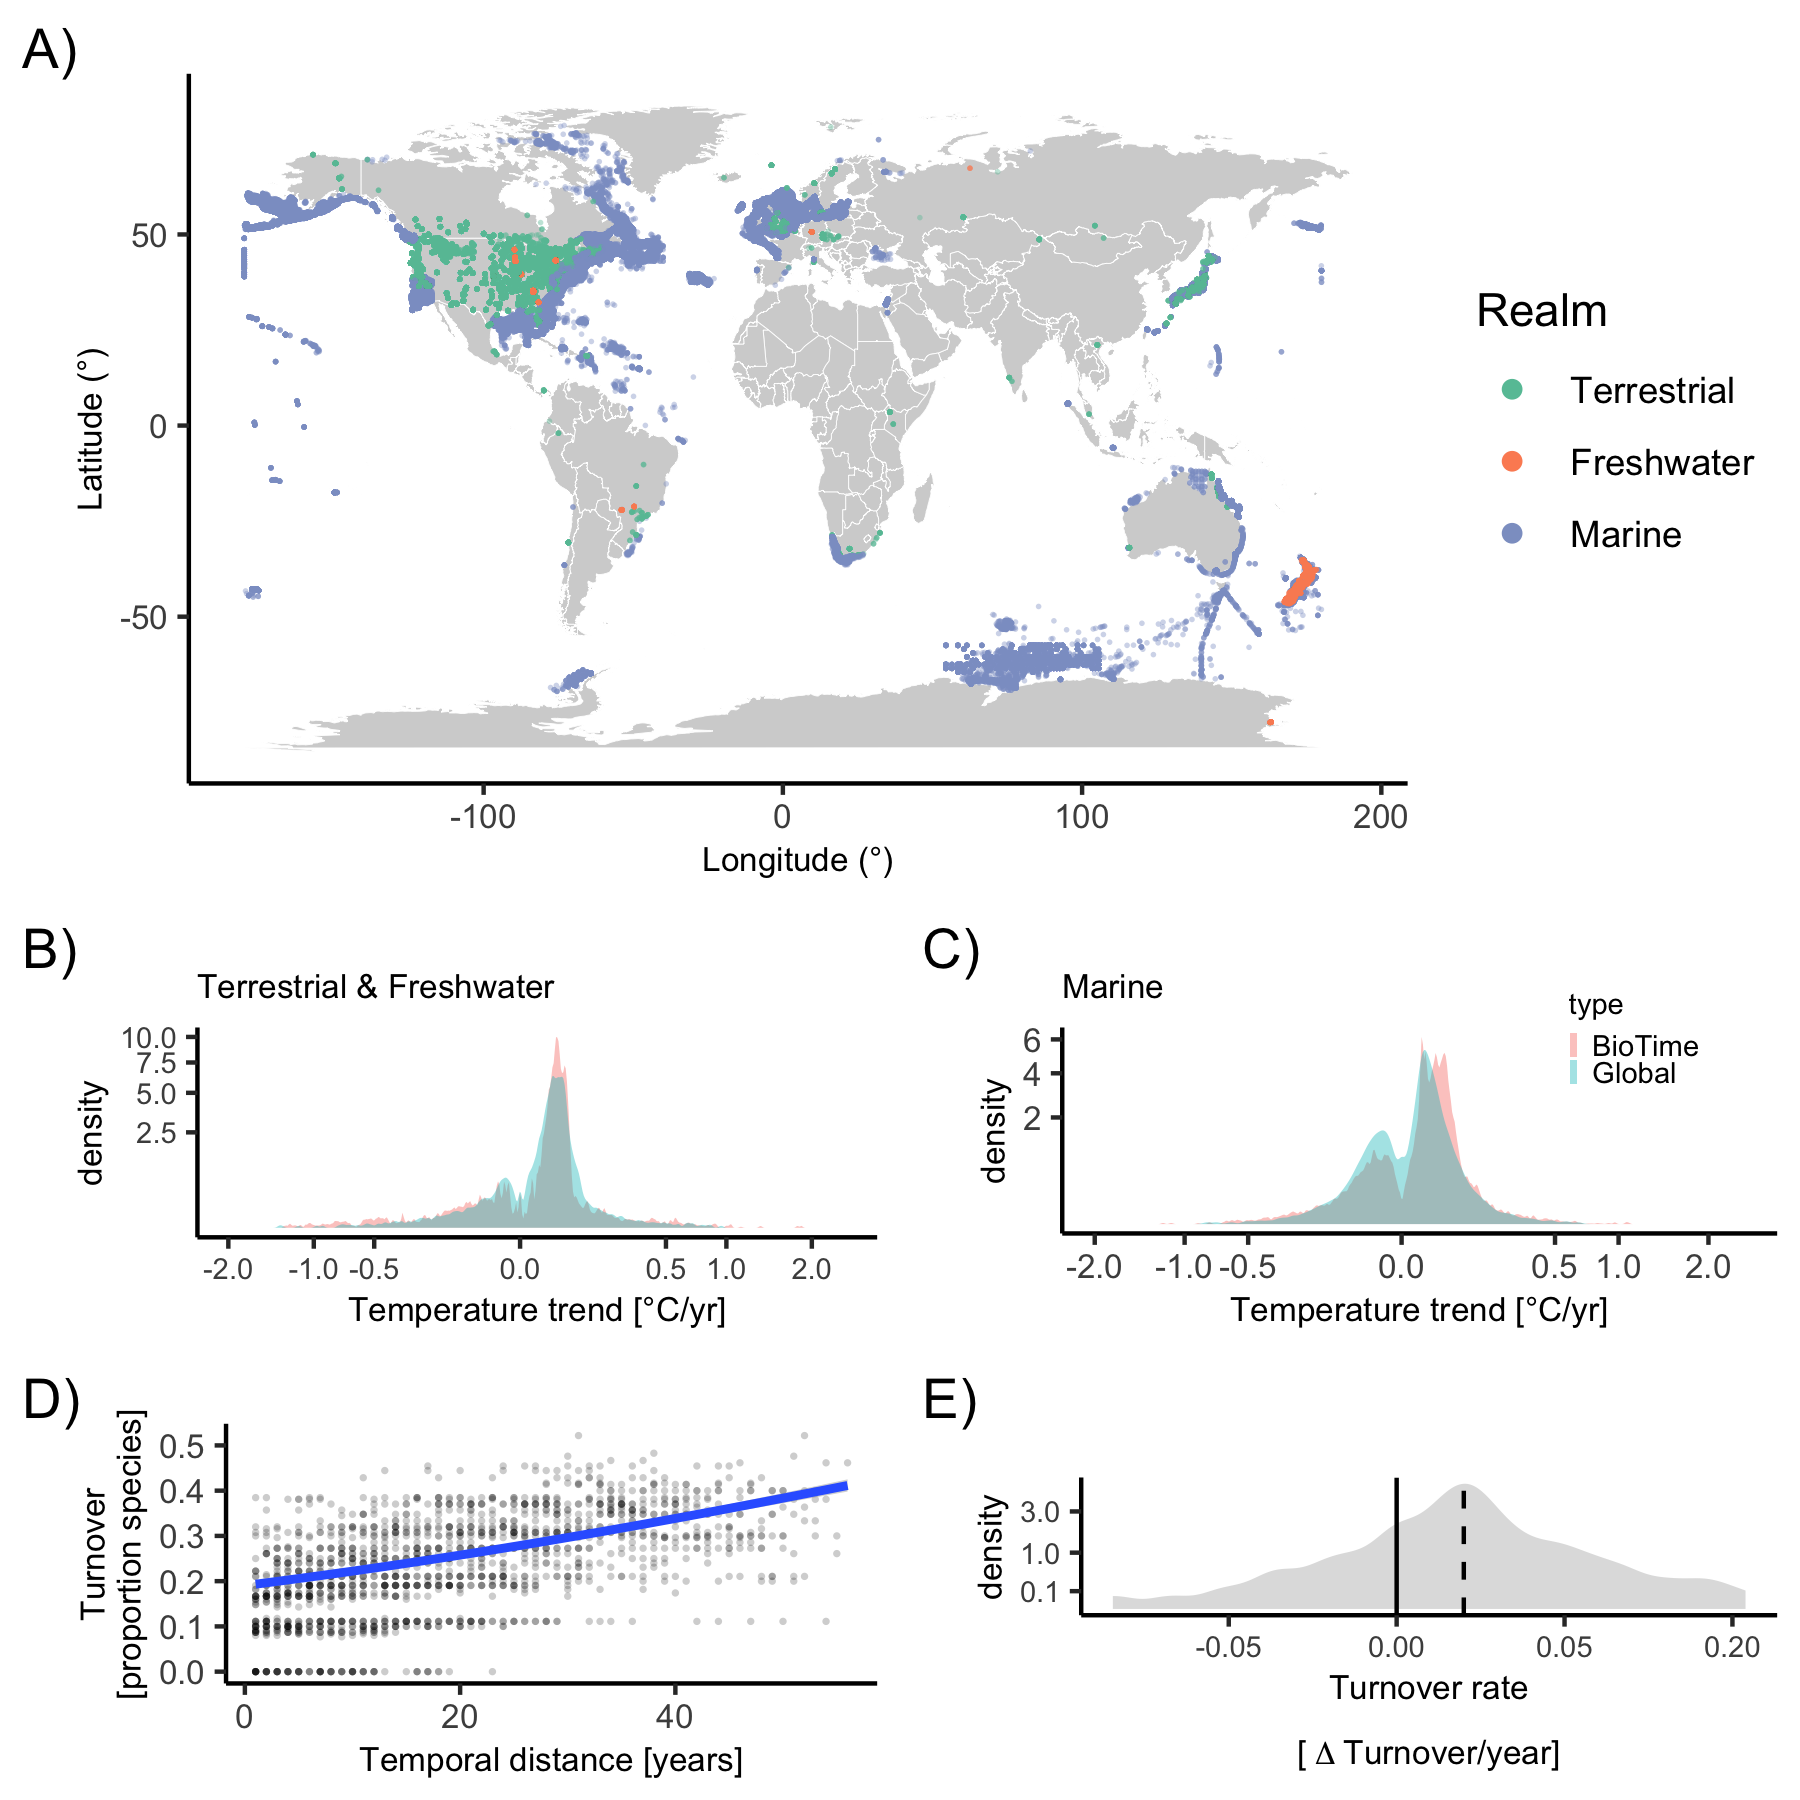 A)
50
0
-50
Latitude (°)
-100 0 100 200
Longitude (°)
Realm
Terrestrial
Freshwater
Marine
B)
Terrestrial & Freshwater
10.0
7.5
5.0
2.5
density
-2.0 -1.0 -0.5 0.0 0.5 1.0 2.0
Temperature trend [°C/yr]
C)
Marine
type
BioTime
Global
6
4
2
density
-2.0 -1.0 -0.5 0.0 0.5 1.0 2.0
Temperature trend [°C/yr]
D)
Turnover
[proportion species]
0.5
0.4
0.3
0.2
0.1
0.0
0 20 40
Temporal distance [years]
E)
density
3.0
1.0
0.1
-0.05 0.00 0.05 0.20
Turnover rate
[ Δ Turnover/year]